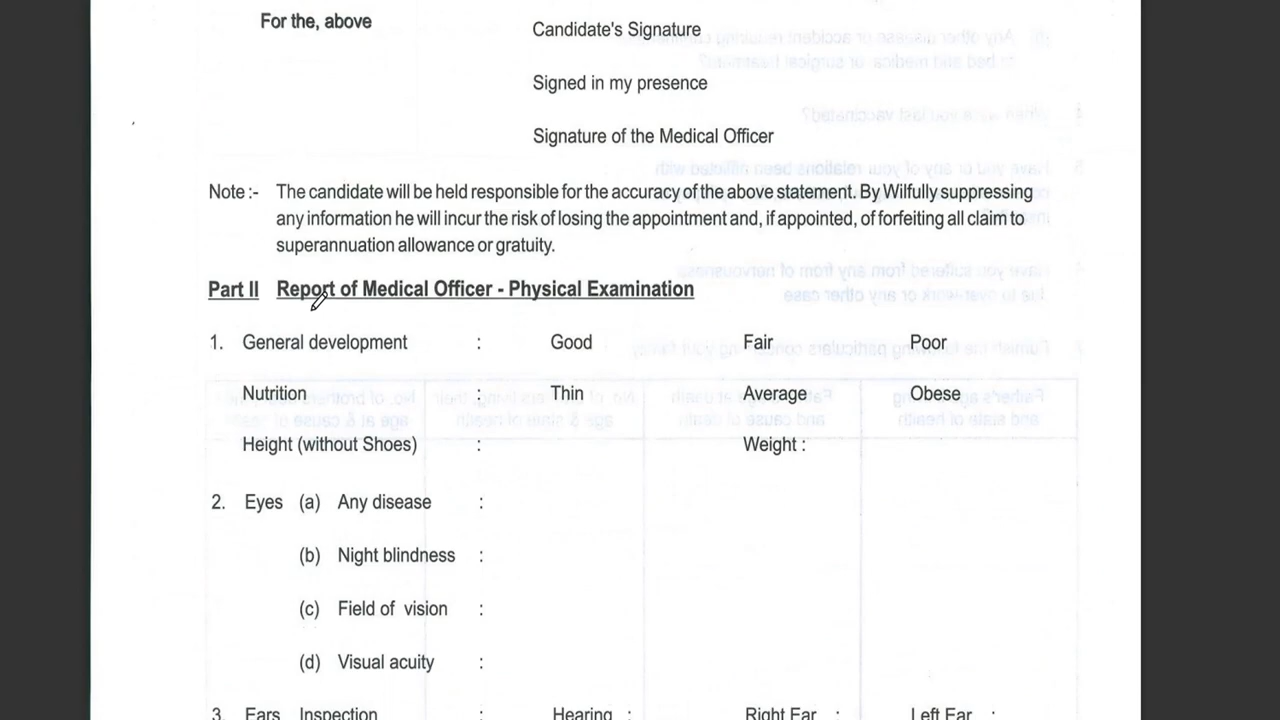 For the, above
Candidate's Signature
Signed in my presence
Signature of the Medical Officer
Note :- The candidate will be held responsible for the accuracy of the above statement. By Wilfully suppressing
any information he will incur the risk of losing the appointment and, if appointed, of forfeiting all claim to
superannuation allowance or gratuity.
Part II Report of Medical Officer - Physical Examination
1. General development : Good Fair Poor
Nutrition : Thin Average Obese
Height (without Shoes) : Weight :
2. Eyes (a) Any disease :
(b) Night blindness :
(c) Field of vision :
(d) Visual acuity :
3. Ears Inspection : Hearing : Right Ear : Left Ear :